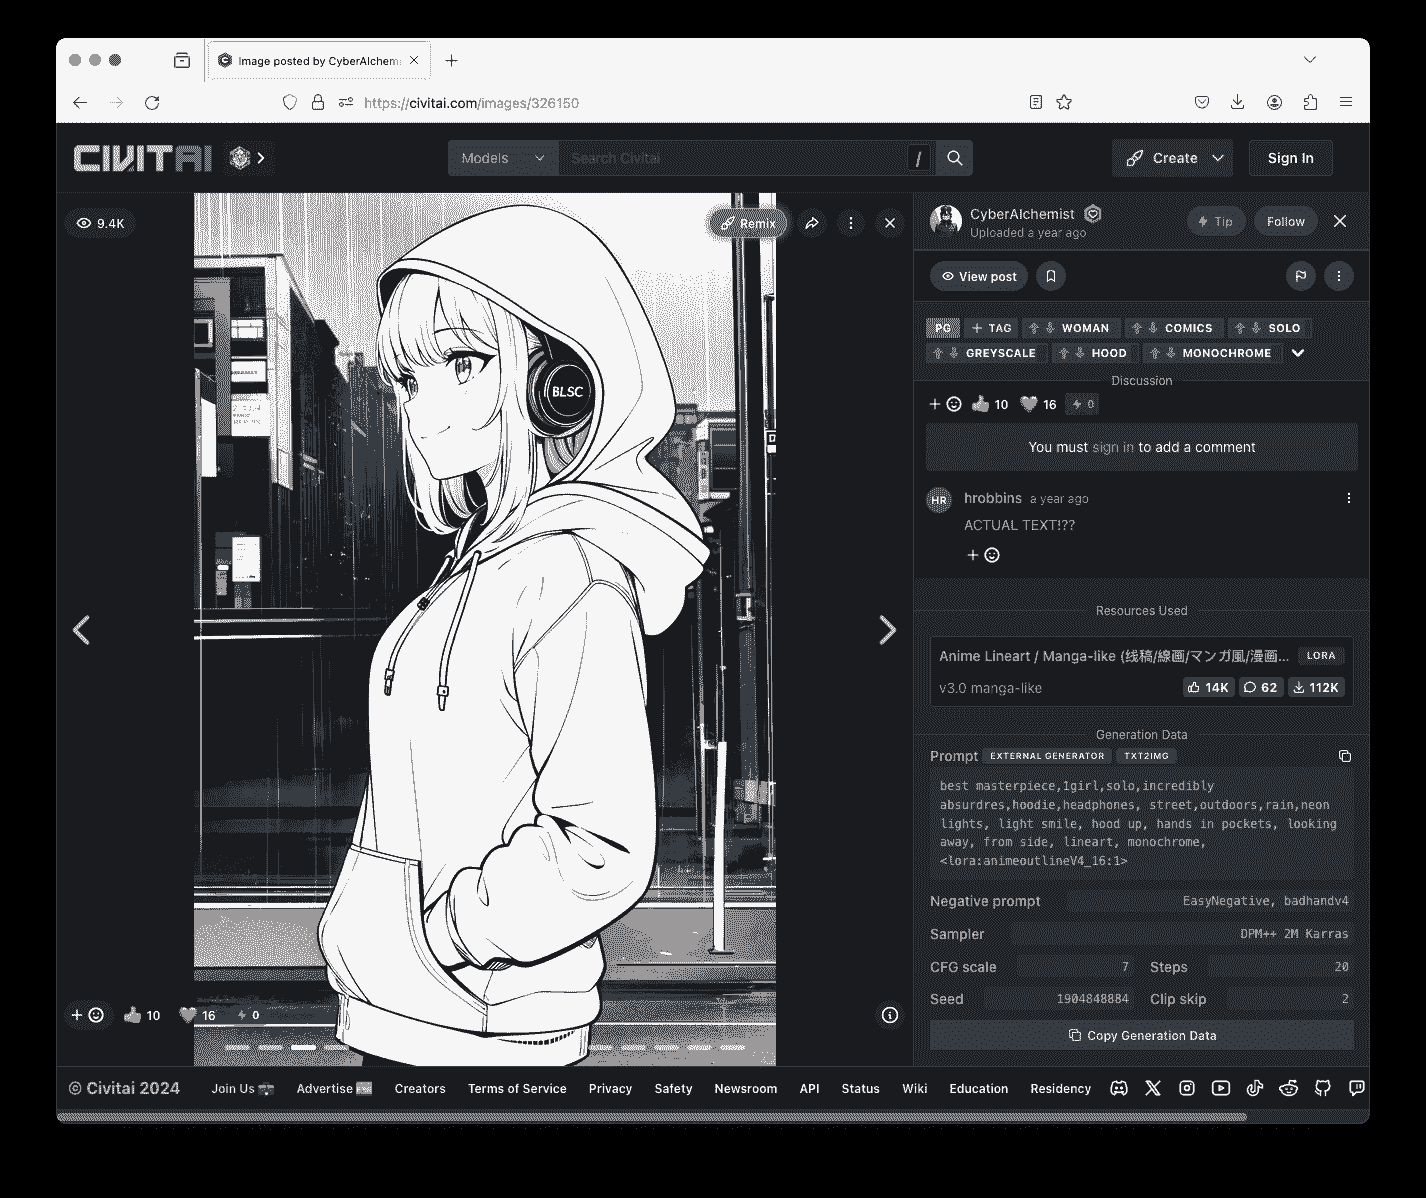 Image posted by CyberAlchem
https://civitai.com/images/326150
CIVITAI
Models
Search Civitai
/
Create
Sign In
9.4K
Remix
BLSC
CyberAlchemist
Uploaded a year ago
Tip
Follow
View post
PG
TAG
WOMAN
COMICS
SOLO
GREYSCALE
HOOD
MONOCHROME
Discussion
10
16
0
You must sign in to add a comment
HR
hrobbins a year ago
ACTUAL TEXT!??
Resources Used
Anime Lineart / Manga-like (线稿/線画/マンガ風/漫画...
LORA
v3.0 manga-like
14K
62
112K
Generation Data
Prompt
EXTERNAL GENERATOR
TXT2IMG
best masterpiece,1girl,solo,incredibly
absurdres,hoodie,headphones, street,outdoors,rain,neon
lights, light smile, hood up, hands in pockets, looking
away, from side, lineart, monochrome,
<lora:animeoutlineV4_16:1>
Negative prompt
EasyNegative, badhandv4
Sampler
DPM++ 2M Karras
CFG scale
7
Steps
20
Seed
1904848884
Clip skip
2
Copy Generation Data
10
16
0
© Civitai 2024
Join Us
Advertise
Creators
Terms of Service
Privacy
Safety
Newsroom
API
Status
Wiki
Education
Residency